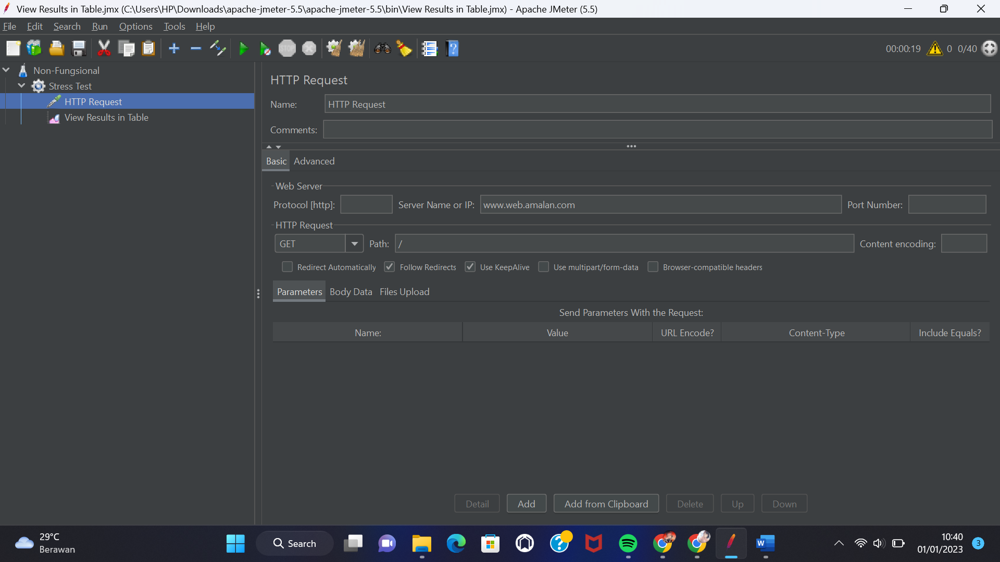 View Results in Table.jmx (C:\Users\HP\Downloads\apache-jmeter-5.5\apache-jmeter-5.5\bin\View Results in Table.jmx) - Apache JMeter (5.5)
File Edit Search Run Options Tools Help
STOP 00:00:19 0 0/40
Non-Fungsional
Stress Test
HTTP Request
View Results in Table
HTTP Request
Name: HTTP Request
Comments:
Basic Advanced
Web Server
Protocol [http]: Server Name or IP: www.web.amalan.com Port Number:
HTTP Request
GET Path: / Content encoding:
Redirect Automatically Follow Redirects Use KeepAlive Use multipart/form-data Browser-compatible headers
Parameters Body Data Files Upload
Send Parameters With the Request:
Name: Value URL Encode? Content-Type Include Equals?
Detail Add Add from Clipboard Delete Up Down
29°C
Berawan
Search
10:40
01/01/2023
3